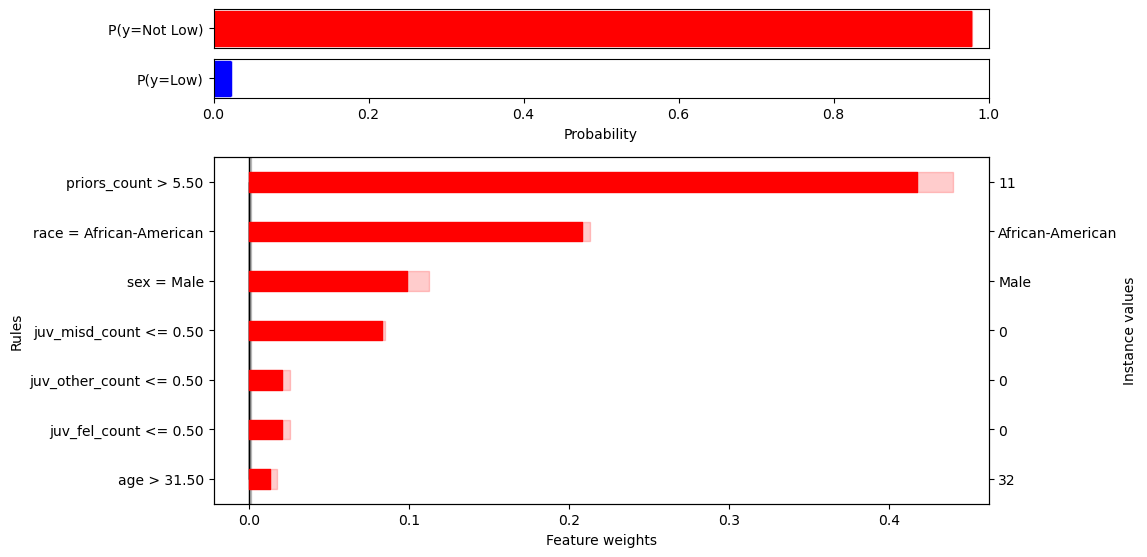 P(y=Not Low)
P(y=Low)
0.0 0.2 0.4 0.6 0.8 1.0
Probability
Rules
priors_count > 5.50 11
race = African-American African-American
sex = Male Male
juv_misd_count <= 0.50 0
juv_other_count <= 0.50 0
juv_fel_count <= 0.50 0
age > 31.50 32
Instance values
0.0 0.1 0.2 0.3 0.4
Feature weights